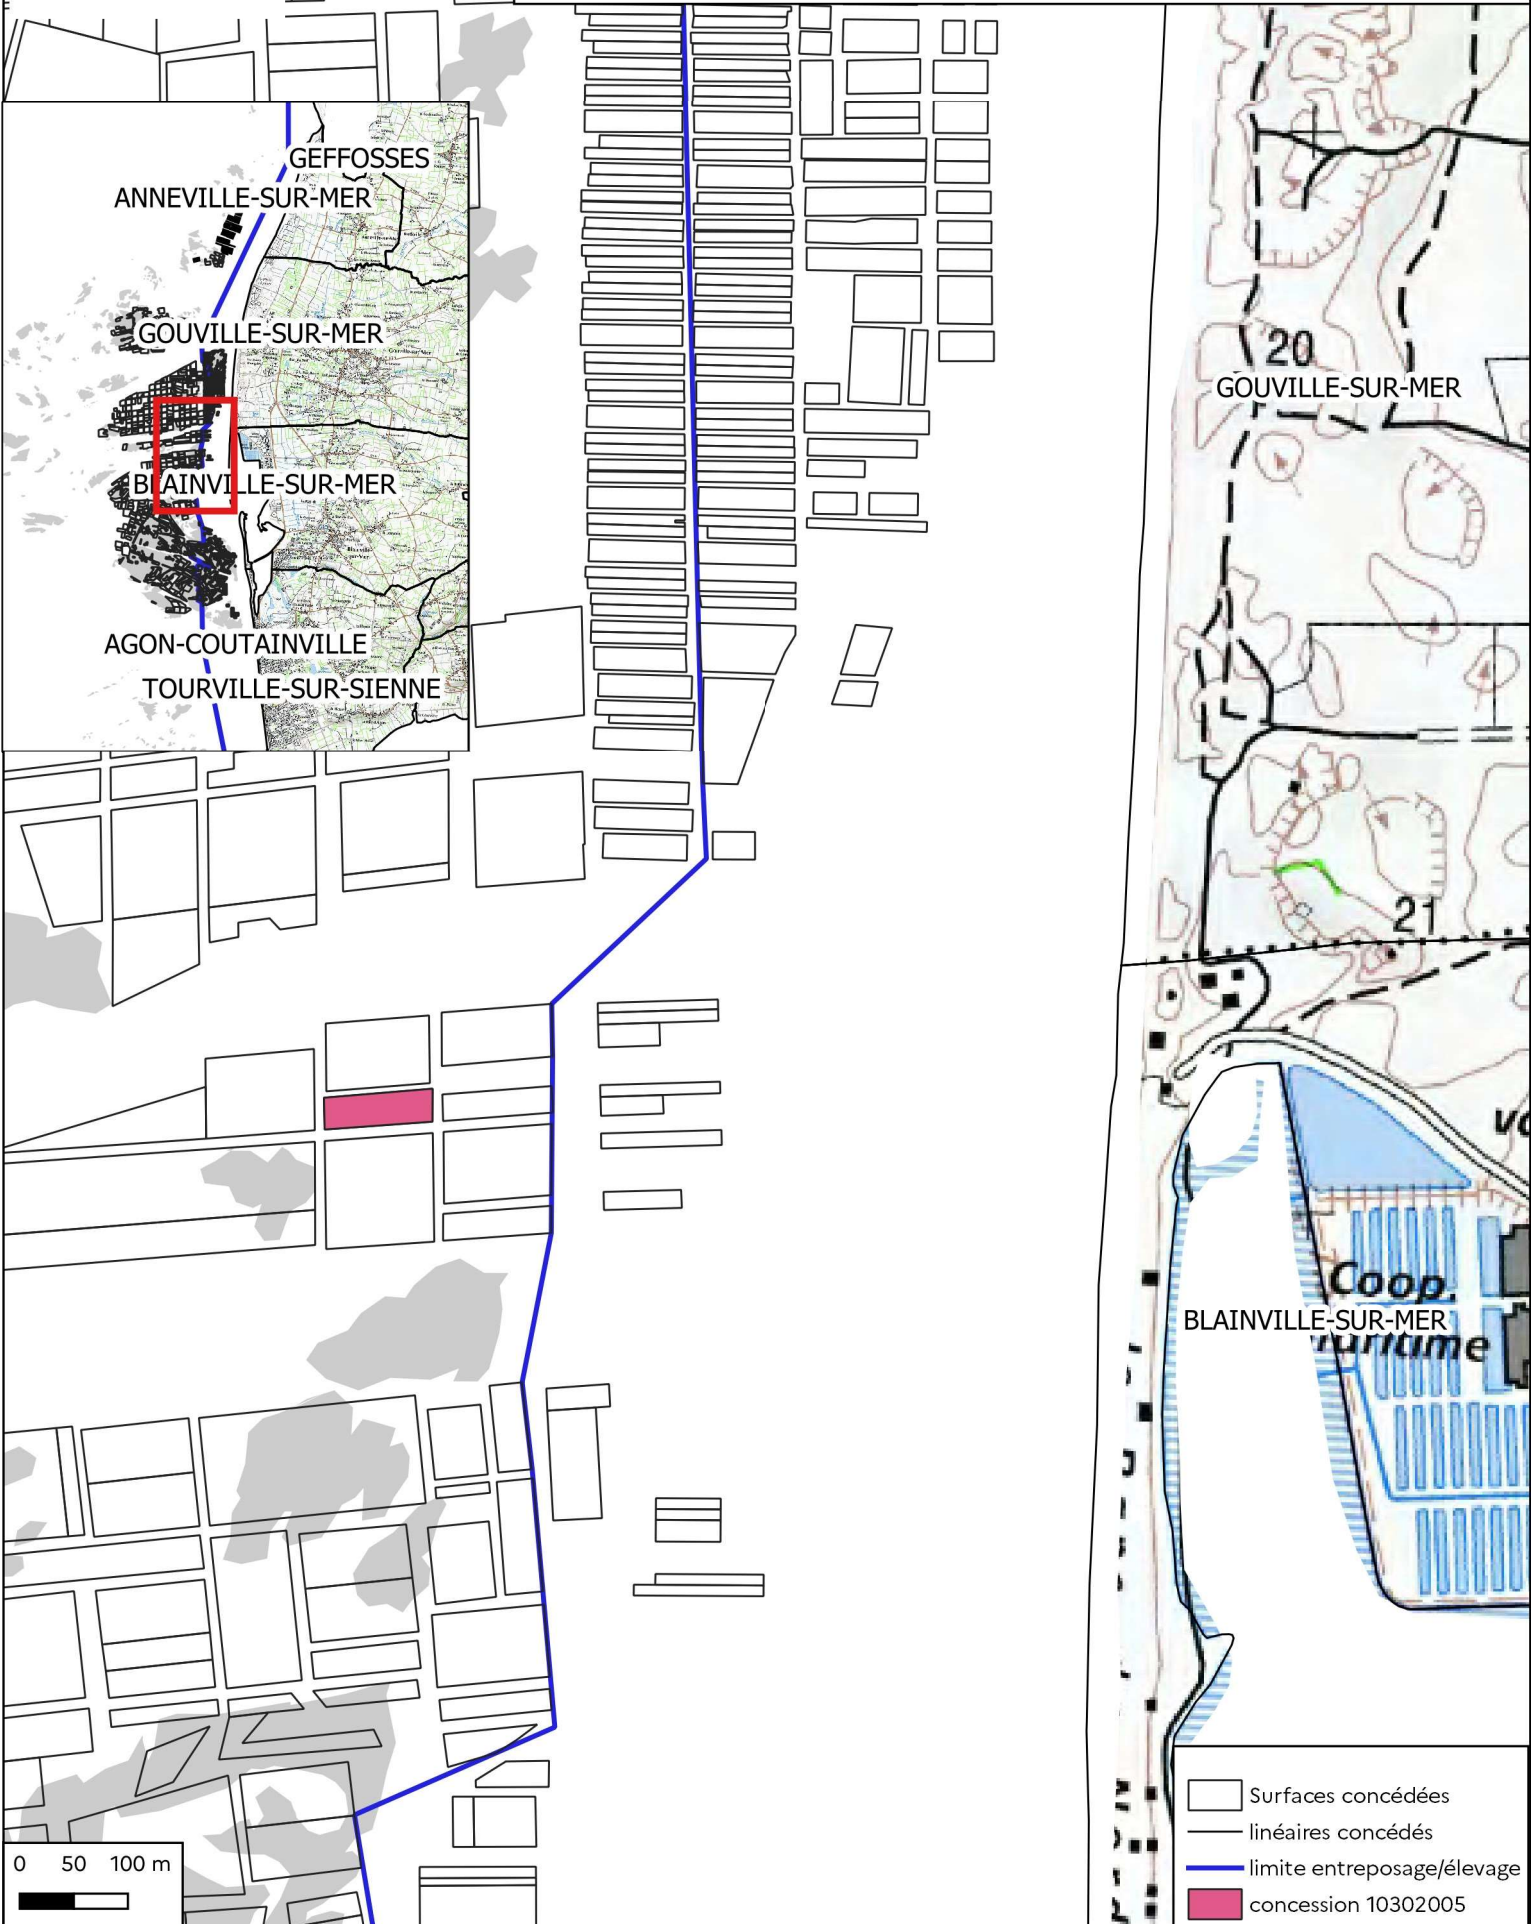 GEFFOSSES
ANNEVILLE-SUR-MER
GOUVILLE-SUR-MER
BLAINVILLE-SUR-MER
AGON-COUTAINVILLE
TOURVILLE-SUR-SIENNE
20
GOUVILLE-SUR-MER
21
Coop.
BLAINVILLE-SUR-MER
maritime
0 50 100 m
Surfaces concédées
linéaires concédés
limite entreposage/élevage
concession 10302005